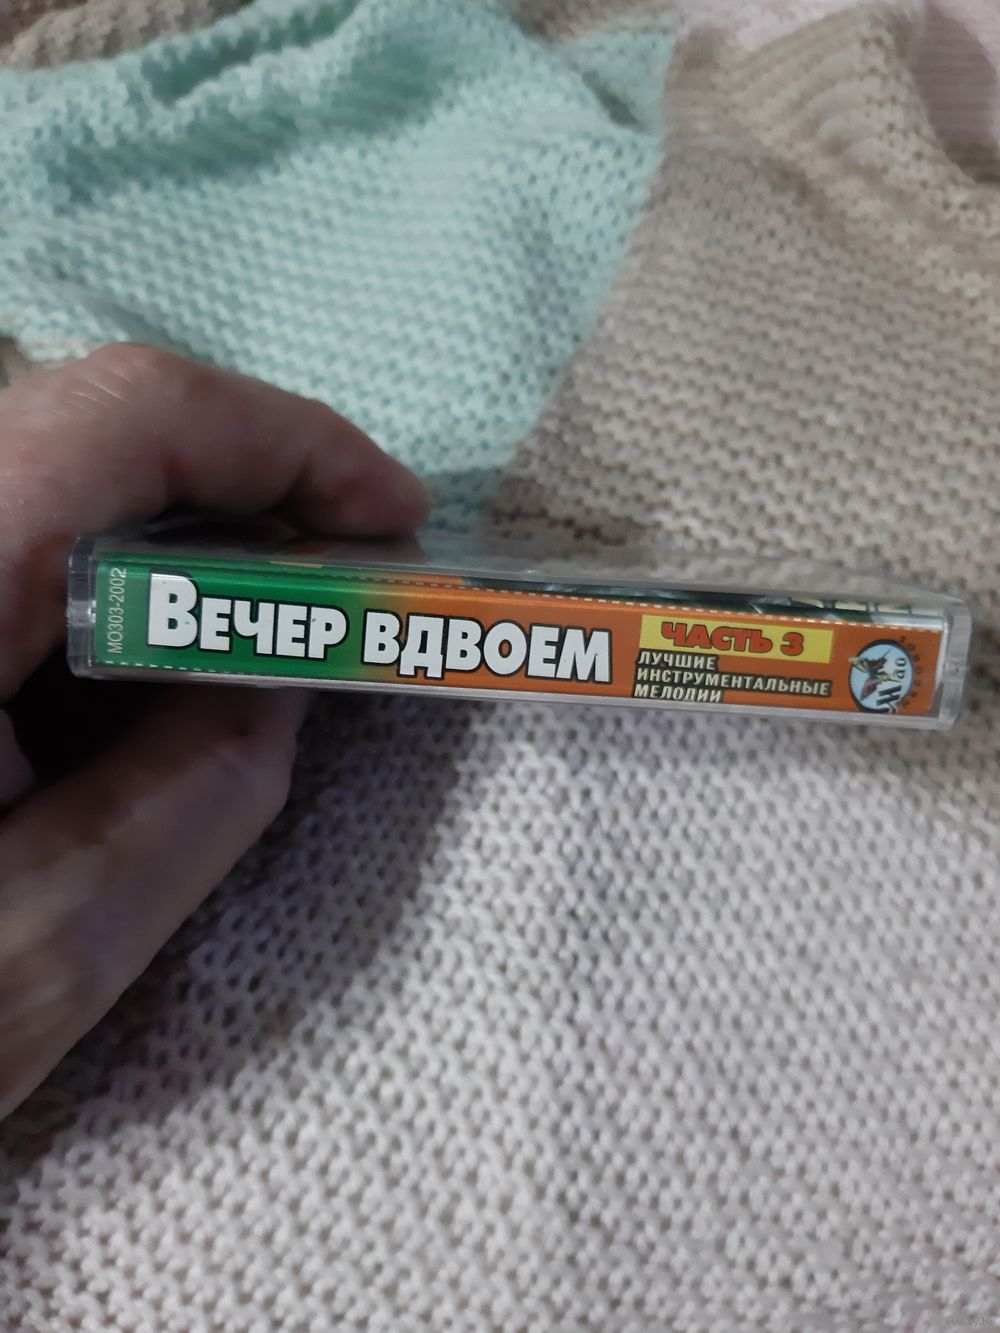 МО303-2002
ВЕЧЕР ВДВОЕМ
ЧАСТЬ 3
ЛУЧШИЕ
ИНСТРУМЕНТАЛЬНЫЕ
МЕЛОДИИ